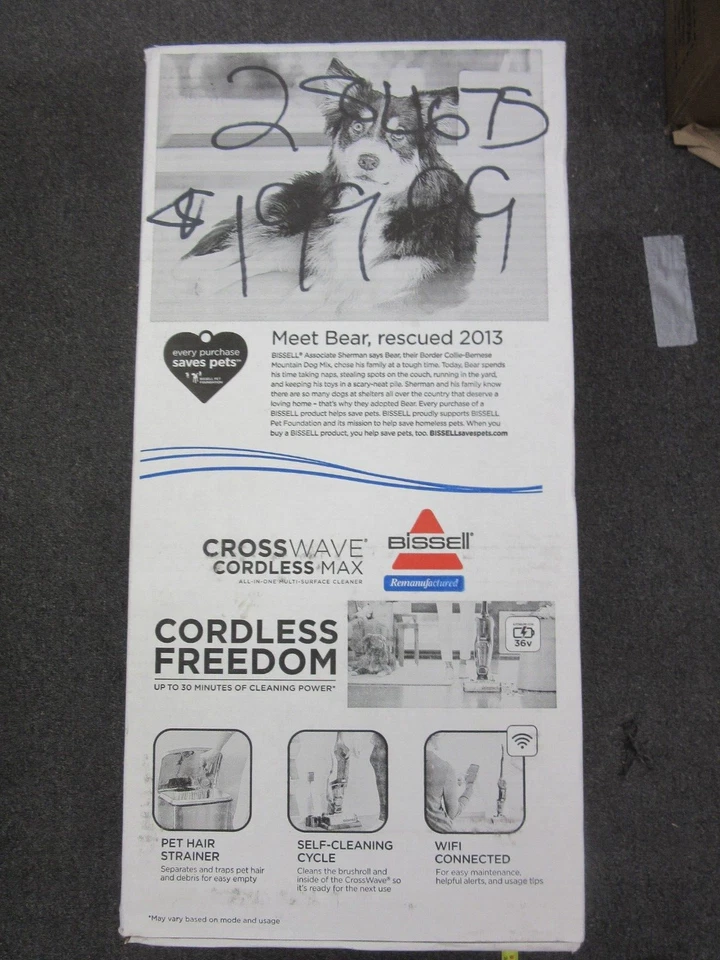 284675
$199.99
every purchase
saves pets™
BISSELL PET
FOUNDATION
Meet Bear, rescued 2013
BISSELL® Associate Sherman says Bear, their Border Collie-Bernese
Mountain Dog Mix, chose his family at a tough time. Today, Bear spends
his time taking naps, stealing spots on the couch, running in the yard,
and keeping his toys in a scary-neat pile. Sherman and his family know
there are so many dogs at shelters all over the country that deserve a
loving home – that's why they adopted Bear. Every purchase of a
BISSELL product helps save pets. BISSELL proudly supports BISSELL
Pet Foundation and its mission to help save homeless pets. When you
buy a BISSELL product, you help save pets, too. BISSELLsavespets.com
CROSSWAVE®
CORDLESS MAX
ALL-IN-ONE MULTI-SURFACE CLEANER
BISSELL®
Remanufactured
CORDLESS
FREEDOM
UP TO 30 MINUTES OF CLEANING POWER*
36V
PET HAIR
STRAINER
Separates and traps pet hair
and debris for easy empty
SELF-CLEANING
CYCLE
Cleans the brushroll and
inside of the CrossWave® so
it's ready for the next use
WIFI
CONNECTED
For easy maintenance,
helpful alerts, and usage tips
*May vary based on mode and usage